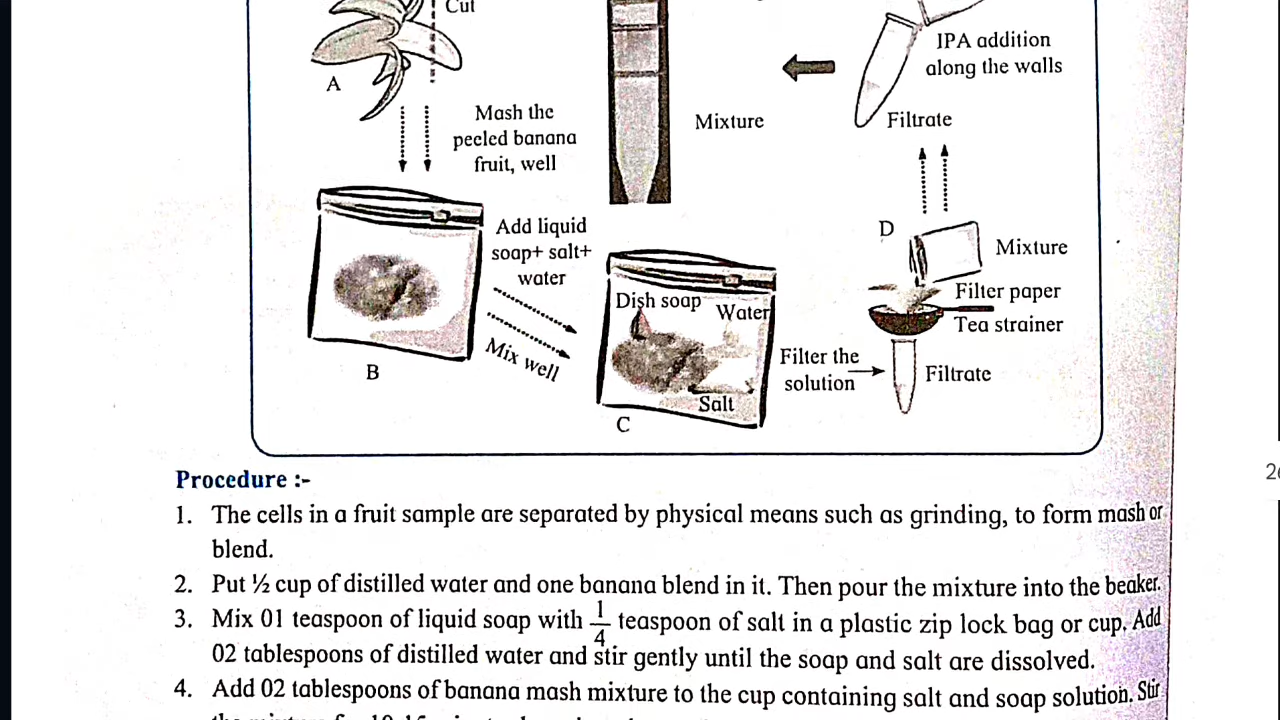 Cut
A
IPA addition
along the walls
Mash the
peeled banana
fruit, well
Mixture
Filtrate
Add liquid
soap+ salt+
water
Mix well
B
Dish soap
Water
Salt
C
D
Mixture
Filter paper
Tea strainer
Filter the
solution
Filtrate
Procedure :-
1. The cells in a fruit sample are separated by physical means such as grinding, to form mash or
blend.
2. Put ½ cup of distilled water and one banana blend in it. Then pour the mixture into the beaker.
3. Mix 01 teaspoon of liquid soap with 1/4 teaspoon of salt in a plastic zip lock bag or cup. Add
02 tablespoons of distilled water and stir gently until the soap and salt are dissolved.
4. Add 02 tablespoons of banana mash mixture to the cup containing salt and soap solution. Stir